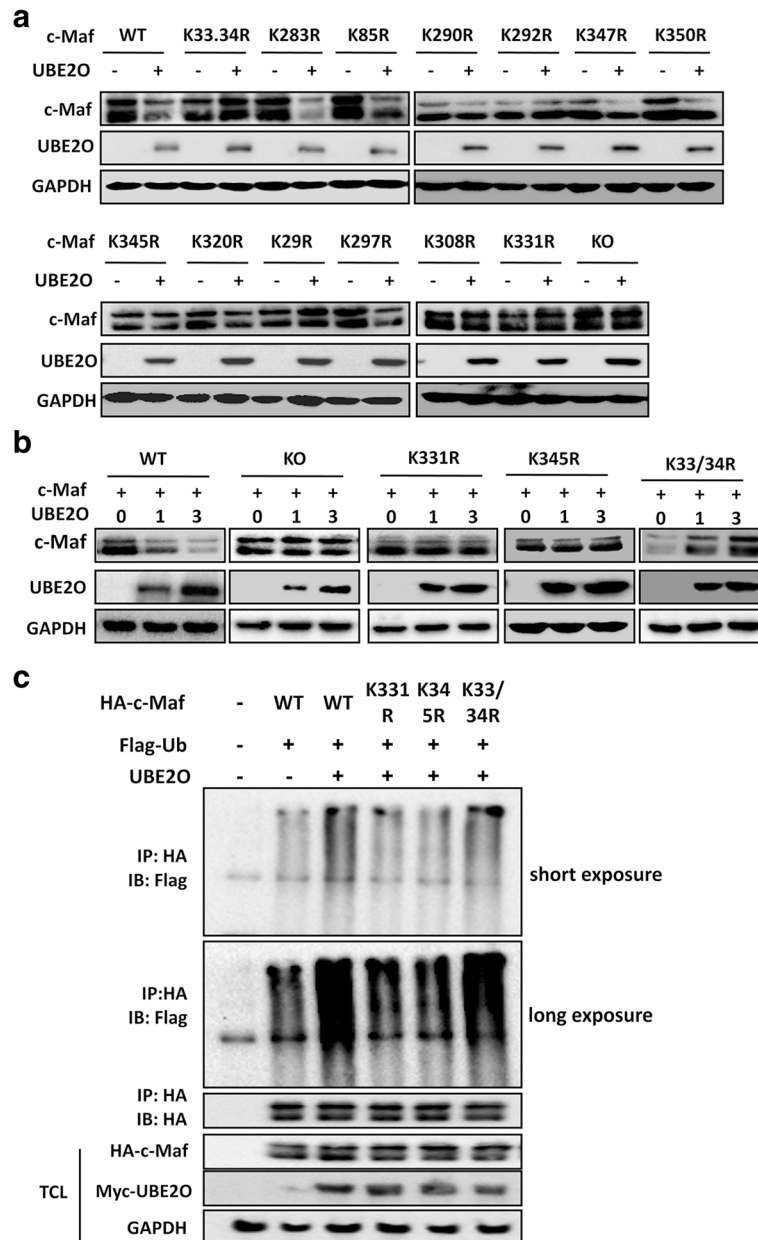 a
c-Maf WT K33.34R K283R K85R K290R K292R K347R K350R
UBE2O - + - + - + - + - + - + - + - +
c-Maf
UBE2O
GAPDH
c-Maf K345R K320R K29R K297R K308R K331R KO
UBE2O - + - + - + - + - + - + - +
c-Maf
UBE2O
GAPDH
b
WT KO K331R K345R K33/34R
c-Maf + + + + + + + + + + + + + + +
UBE2O 0 1 3 0 1 3 0 1 3 0 1 3 0 1 3
c-Maf
UBE2O
GAPDH
c
HA-c-Maf - WT WT K331 K34 K33/
R 5R 34R
Flag-Ub - + + + + +
UBE2O - - + + + +
IP: HA
IB: Flag
short exposure
IP:HA
IB: Flag
long exposure
IP: HA
IB: HA
HA-c-Maf
TCL Myc-UBE2O
GAPDH